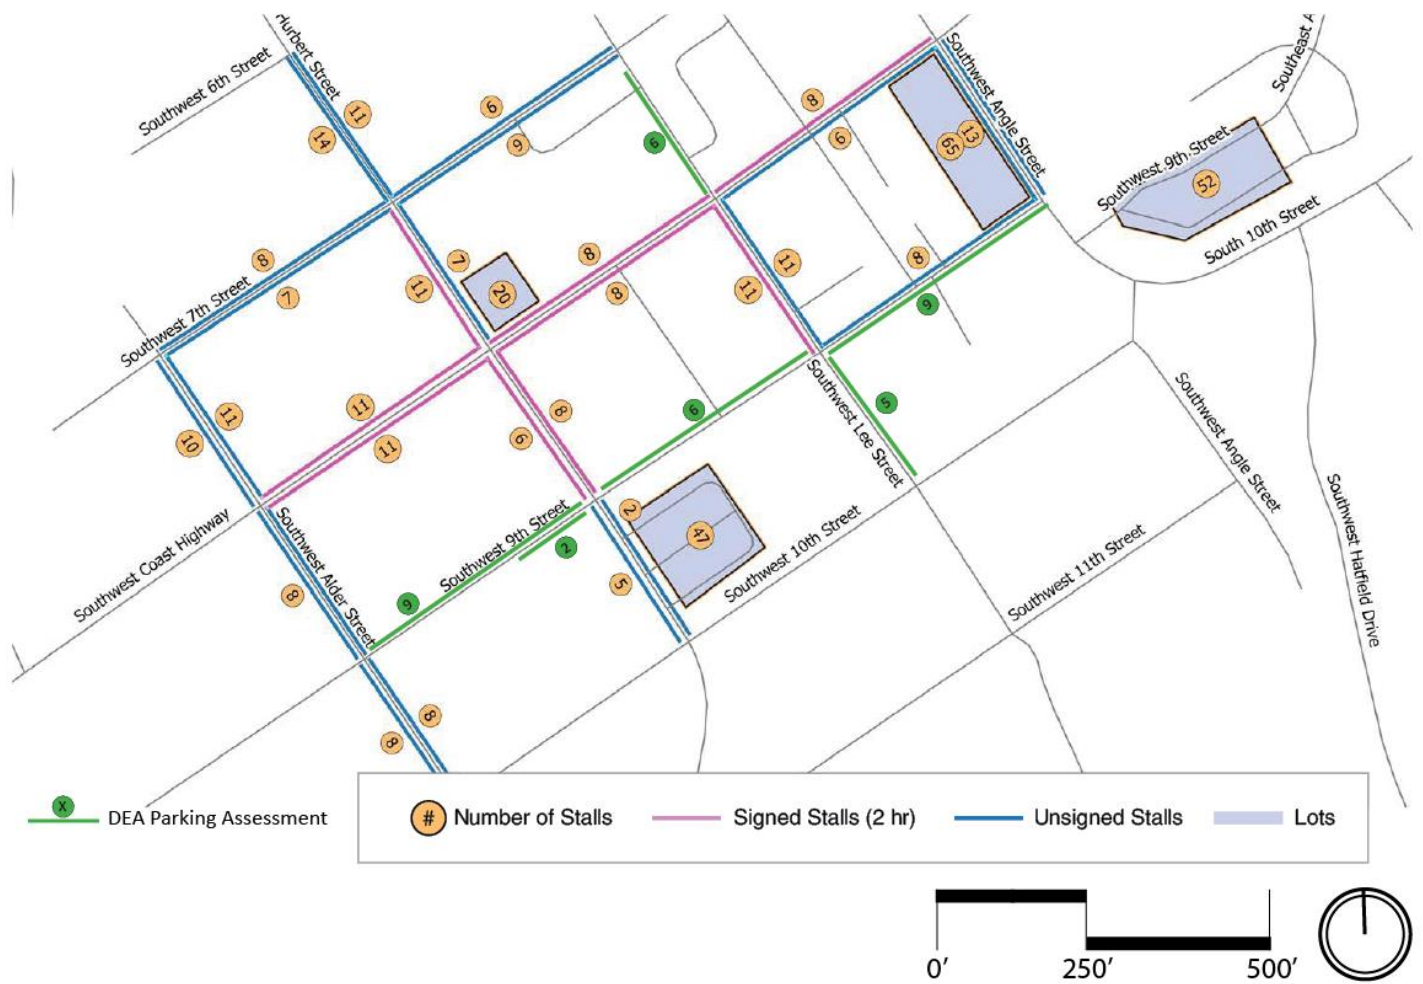 Hurbert Street
Southwest 6th Street
11
14
6
9
6
8
6
Southwest Angle Street
13
65
Southeast A
Southwest 9th Street
52
South 10th Street
8
7
Southwest 7th Street
7
20
11
8
8
11
11
8
9
11
10
11
11
8
6
6
5
Southwest Lee Street
Southwest Angle Street
Southwest Hatfield Drive
Southwest Coast Highway
Southwest Alder Street
Southwest 9th Street
2
47
2
5
9
8
Southwest 10th Street
Southwest 11th Street
8
8
X
DEA Parking Assessment
# Number of Stalls
Signed Stalls (2 hr)
Unsigned Stalls
Lots
0’ 250’ 500’